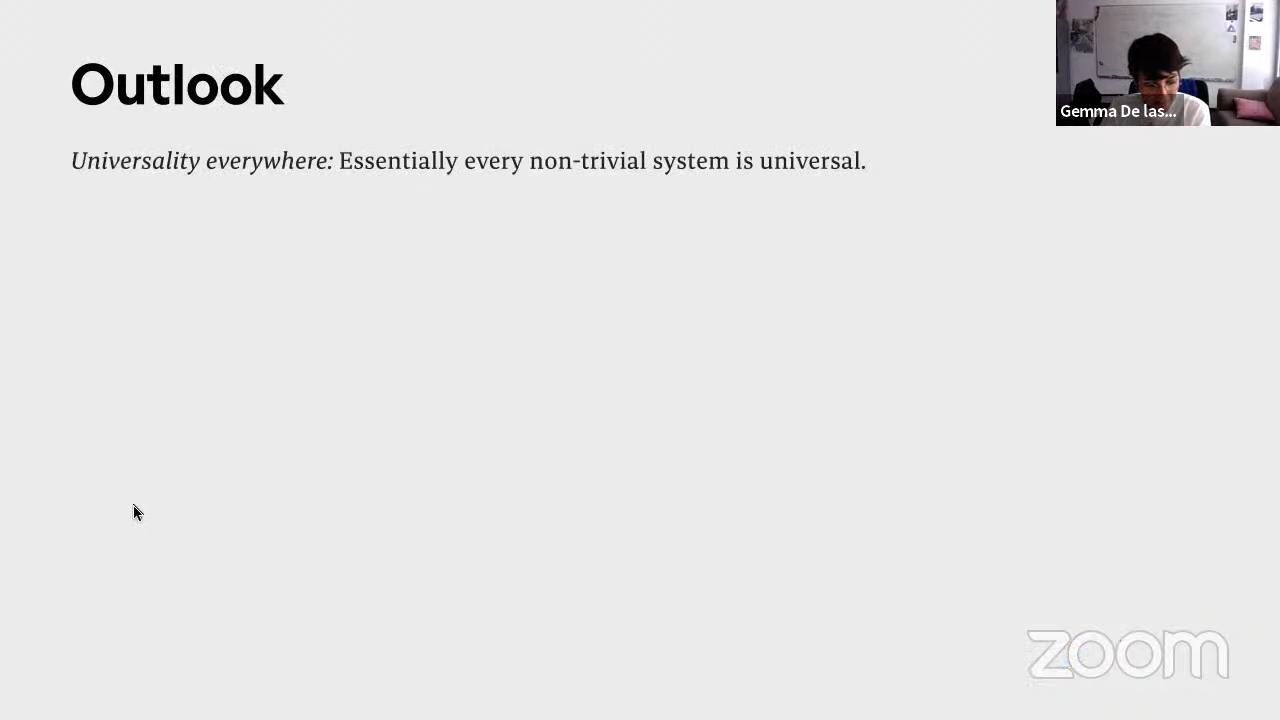 Outlook
Universality everywhere: Essentially every non-trivial system is universal.
Gemma De las...
zoom